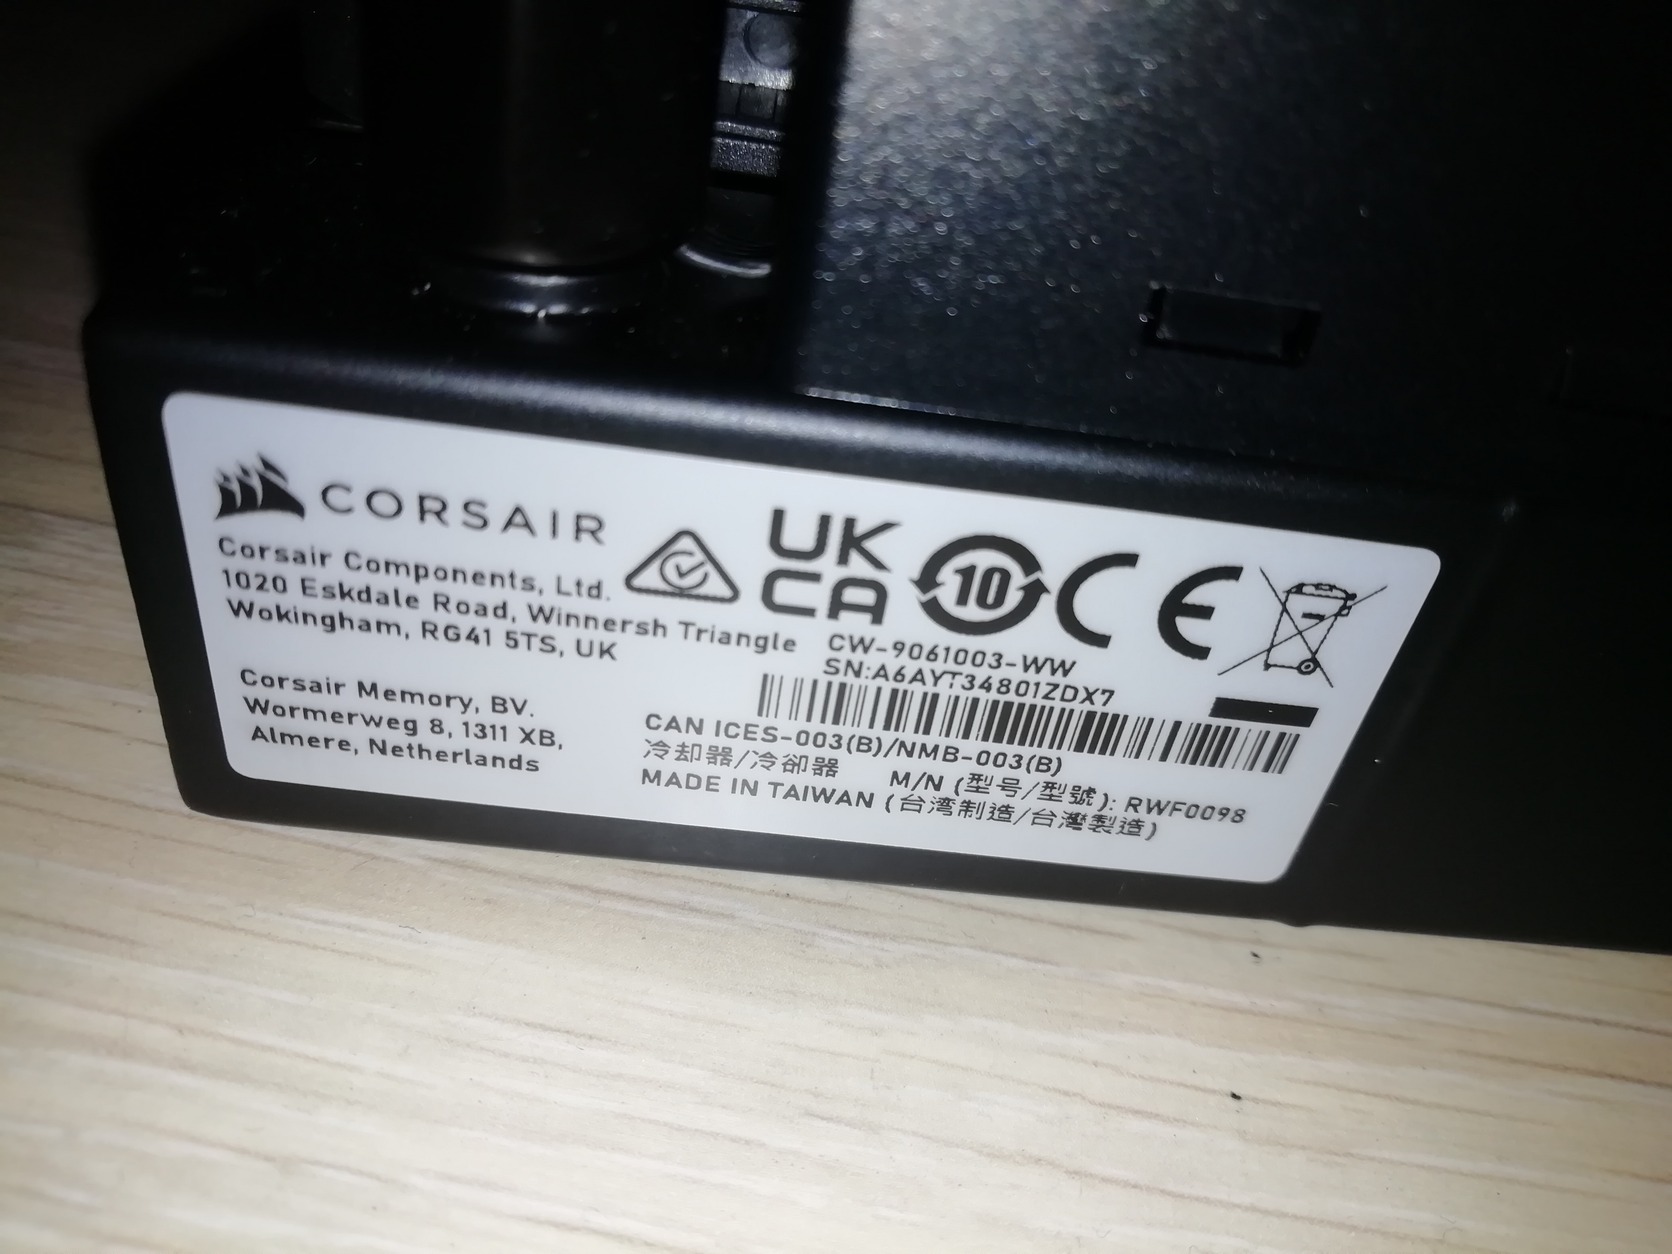 CORSAIR
Corsair Components, Ltd.
1020 Eskdale Road, Winnersh Triangle
Wokingham, RG41 5TS, UK
Corsair Memory, BV.
Wormerweg 8, 1311 XB,
Almere, Netherlands
UK
CA
10
CE
CW-9061003-WW
SN:A6AYT34801ZDX7
CAN ICES-003(B)/NMB-003(B)
冷却器/冷卻器 M/N (型号/型號): RWF0098
MADE IN TAIWAN (台湾制造/台灣製造)